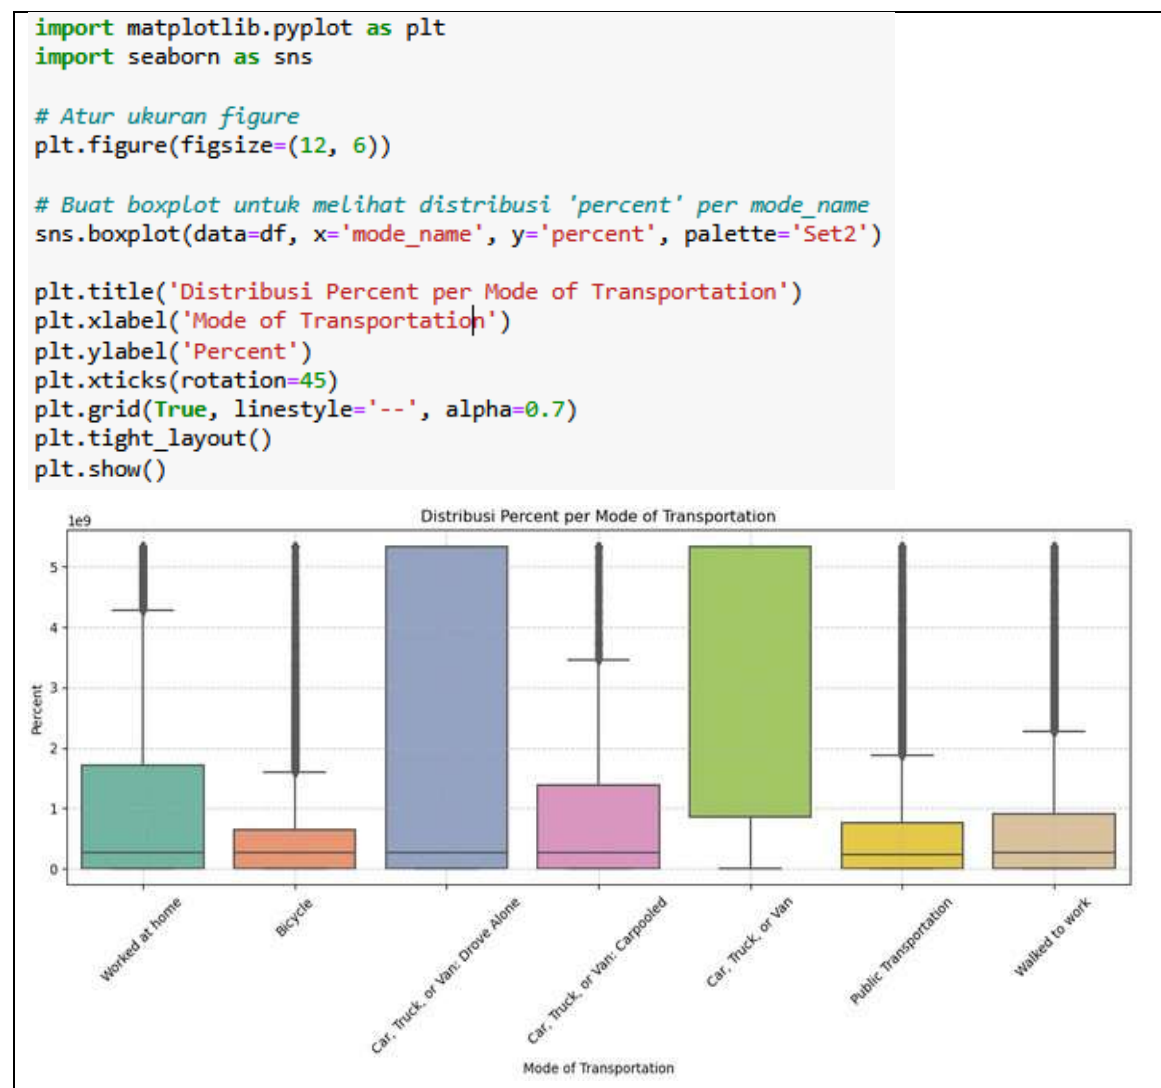 import matplotlib.pyplot as plt
import seaborn as sns
# Atur ukuran figure
plt.figure(figsize=(12, 6))
# Buat boxplot untuk melihat distribusi 'percent' per mode_name
sns.boxplot(data=df, x='mode_name', y='percent', palette='Set2')
plt.title('Distribusi Percent per Mode of Transportation')
plt.xlabel('Mode of Transportation')
plt.ylabel('Percent')
plt.xticks(rotation=45)
plt.grid(True, linestyle='--', alpha=0.7)
plt.tight_layout()
plt.show()
Distribusi Percent per Mode of Transportation
1e9
5
4
3
2
1
0
Percent
Worked at home
Bicycle
Car, Truck, or Van: Drove Alone
Car, Truck, or Van: Carpooled
Car, Truck, or Van
Public Transportation
Walked to work
Mode of Transportation